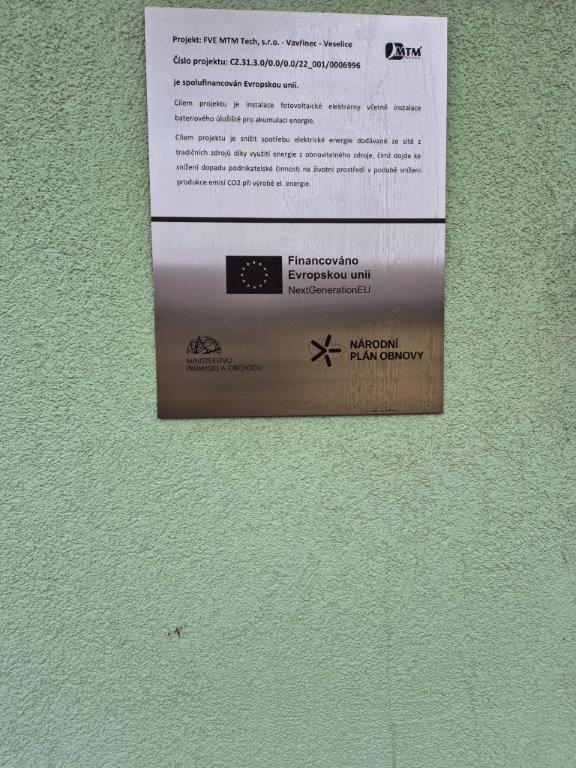 Projekt: FVE MTM Tech, s.r.o. - Vavřinec - Veselice
MTM
Číslo projektu: CZ.31.3.0/0.0/0.0/22_001/0006996
je spolufinancován Evropskou unií.
Cílem projektu je instalace fotovoltaické elektrárny včetně instalace
bateriového úložiště pro akumulaci energie.
Cílem projektu je snížit spotřebu elektrické energie dodávané ze sítě z
tradičních zdrojů díky využití energie z obnovitelného zdroje, čímž dojde ke
snížení dopadu podnikatelské činnosti na životní prostředí v podobě snížení
produkce emisí CO2 při výrobě el. energie.
Financováno
Evropskou unií
NextGenerationEU
MINISTERSTVO
PRŮMYSLU A OBCHODU
NÁRODNÍ
PLÁN OBNOVY